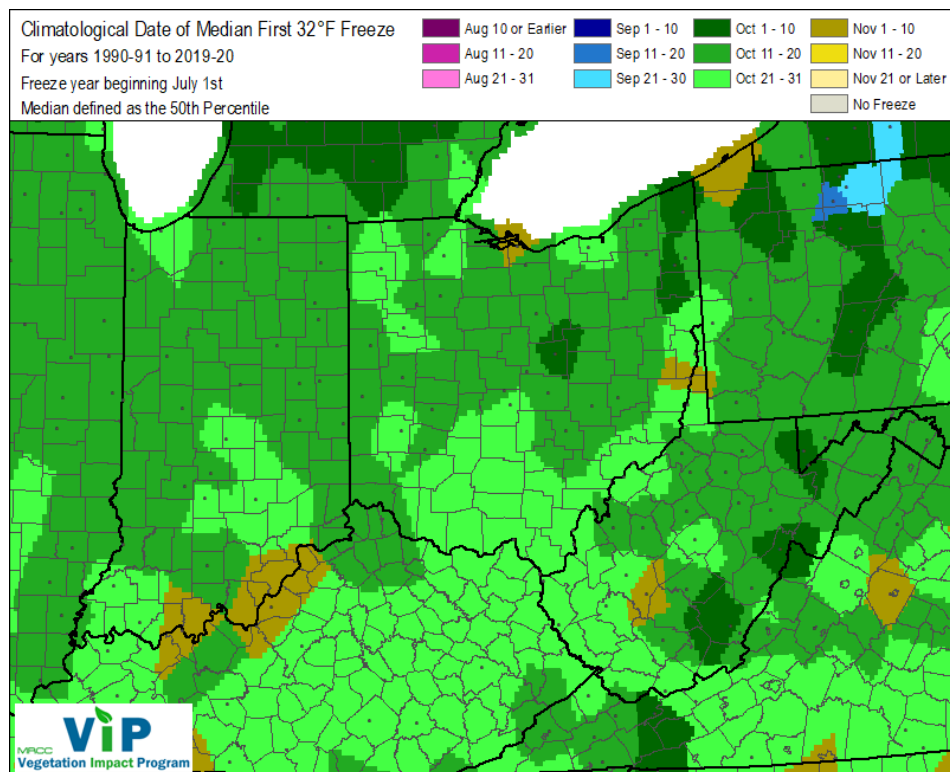 Climatological Date of Median First 32°F Freeze
For years 1990-91 to 2019-20
Freeze year beginning July 1st
Median defined as the 50th Percentile
Aug 10 or Earlier
Aug 11 - 20
Aug 21 - 31
Sep 1 - 10
Sep 11 - 20
Sep 21 - 30
Oct 1 - 10
Oct 11 - 20
Oct 21 - 31
Nov 1 - 10
Nov 11 - 20
Nov 21 or Later
No Freeze
MRCC
ViP
Vegetation Impact Program